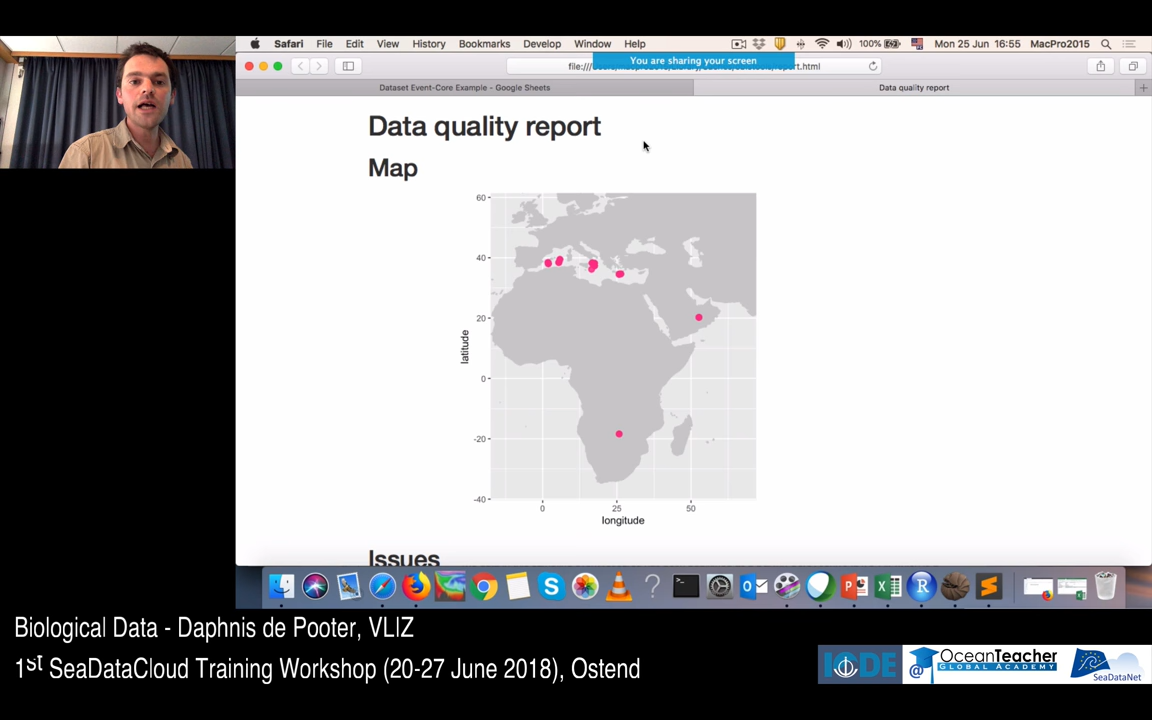 Safari File Edit View History Bookmarks Develop Window Help 100% Mon 25 Jun 16:55 MacPro2015
You are sharing your screen
Dataset Event-Core Example - Google Sheets Data quality report
Data quality report
Map
60
40
20
0
-20
-40
latitude
0 25 50
longitude
Issues
Biological Data - Daphnis de Pooter, VLIZ
1st SeaDataCloud Training Workshop (20-27 June 2018), Ostend
IODE
@ OceanTeacher
GLOBAL ACADEMY
SeaDataNet